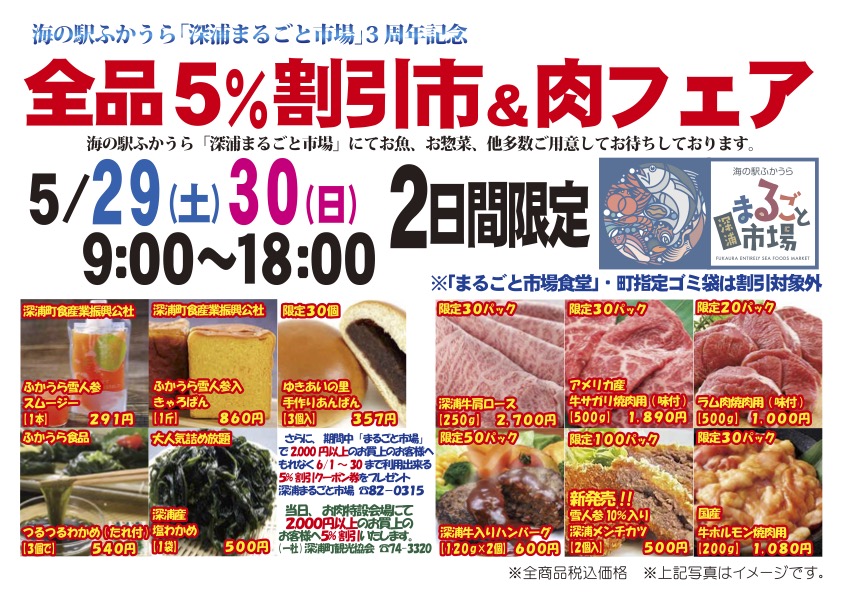 海の駅ふかうら「深浦まるごと市場」3周年記念
全品5％割引市&肉フェア
海の駅ふかうら「深浦まるごと市場」にてお魚、お惣菜、他多数ご用意してお待ちしております。
5/29(土)30(日)
9:00〜18:00
2日間限定
海の駅ふかうら
まるごと
深浦
市場
FUKAURA ENTIRELY SEA FOODS MARKET
※「まるごと市場食堂」・町指定ゴミ袋は割引対象外
深浦町食産業振興公社
ふかうら雪人参
スムージー
【1本】 291円
深浦町食産業振興公社
ふかうら雪人参入
きゃろぱん
【1斤】 860円
限定30個
ゆきあいの里
手作りあんぱん
【3個入】 357円
限定30パック
深浦牛肩ロース
【250g】 2,700円
限定30パック
アメリカ産
牛サガリ焼肉用(味付)
【500g】 1,890円
限定20パック
ラム肉焼肉用(味付)
【500g】 1,000円
ふかうら食品
つるつるわかめ(たれ付)
【3個で】 540円
大人気詰め放題
深浦産
塩わかめ
【1袋】 500円
さらに、期間中「まるごと市場」
で2,000円以上のお買上のお客様へ
もれなく6/1〜30まで利用出来る
5％割引クーポン券をプレゼント
深浦まるごと市場 ☎82-0315
当日、お肉特設会場にて
2,000円以上のお買上の
お客様へ5％割引いたします。
(一社)深浦町観光協会 ☎74-3320
限定50パック
深浦牛入りハンバーグ
【120g×2個】 600円
限定100パック
新発売！！
雪人参10％入り
深浦メンチカツ
【2個入】 500円
限定30パック
国産
牛ホルモン焼肉用
【200g】 1,080円
※全商品税込価格 ※上記写真はイメージです。